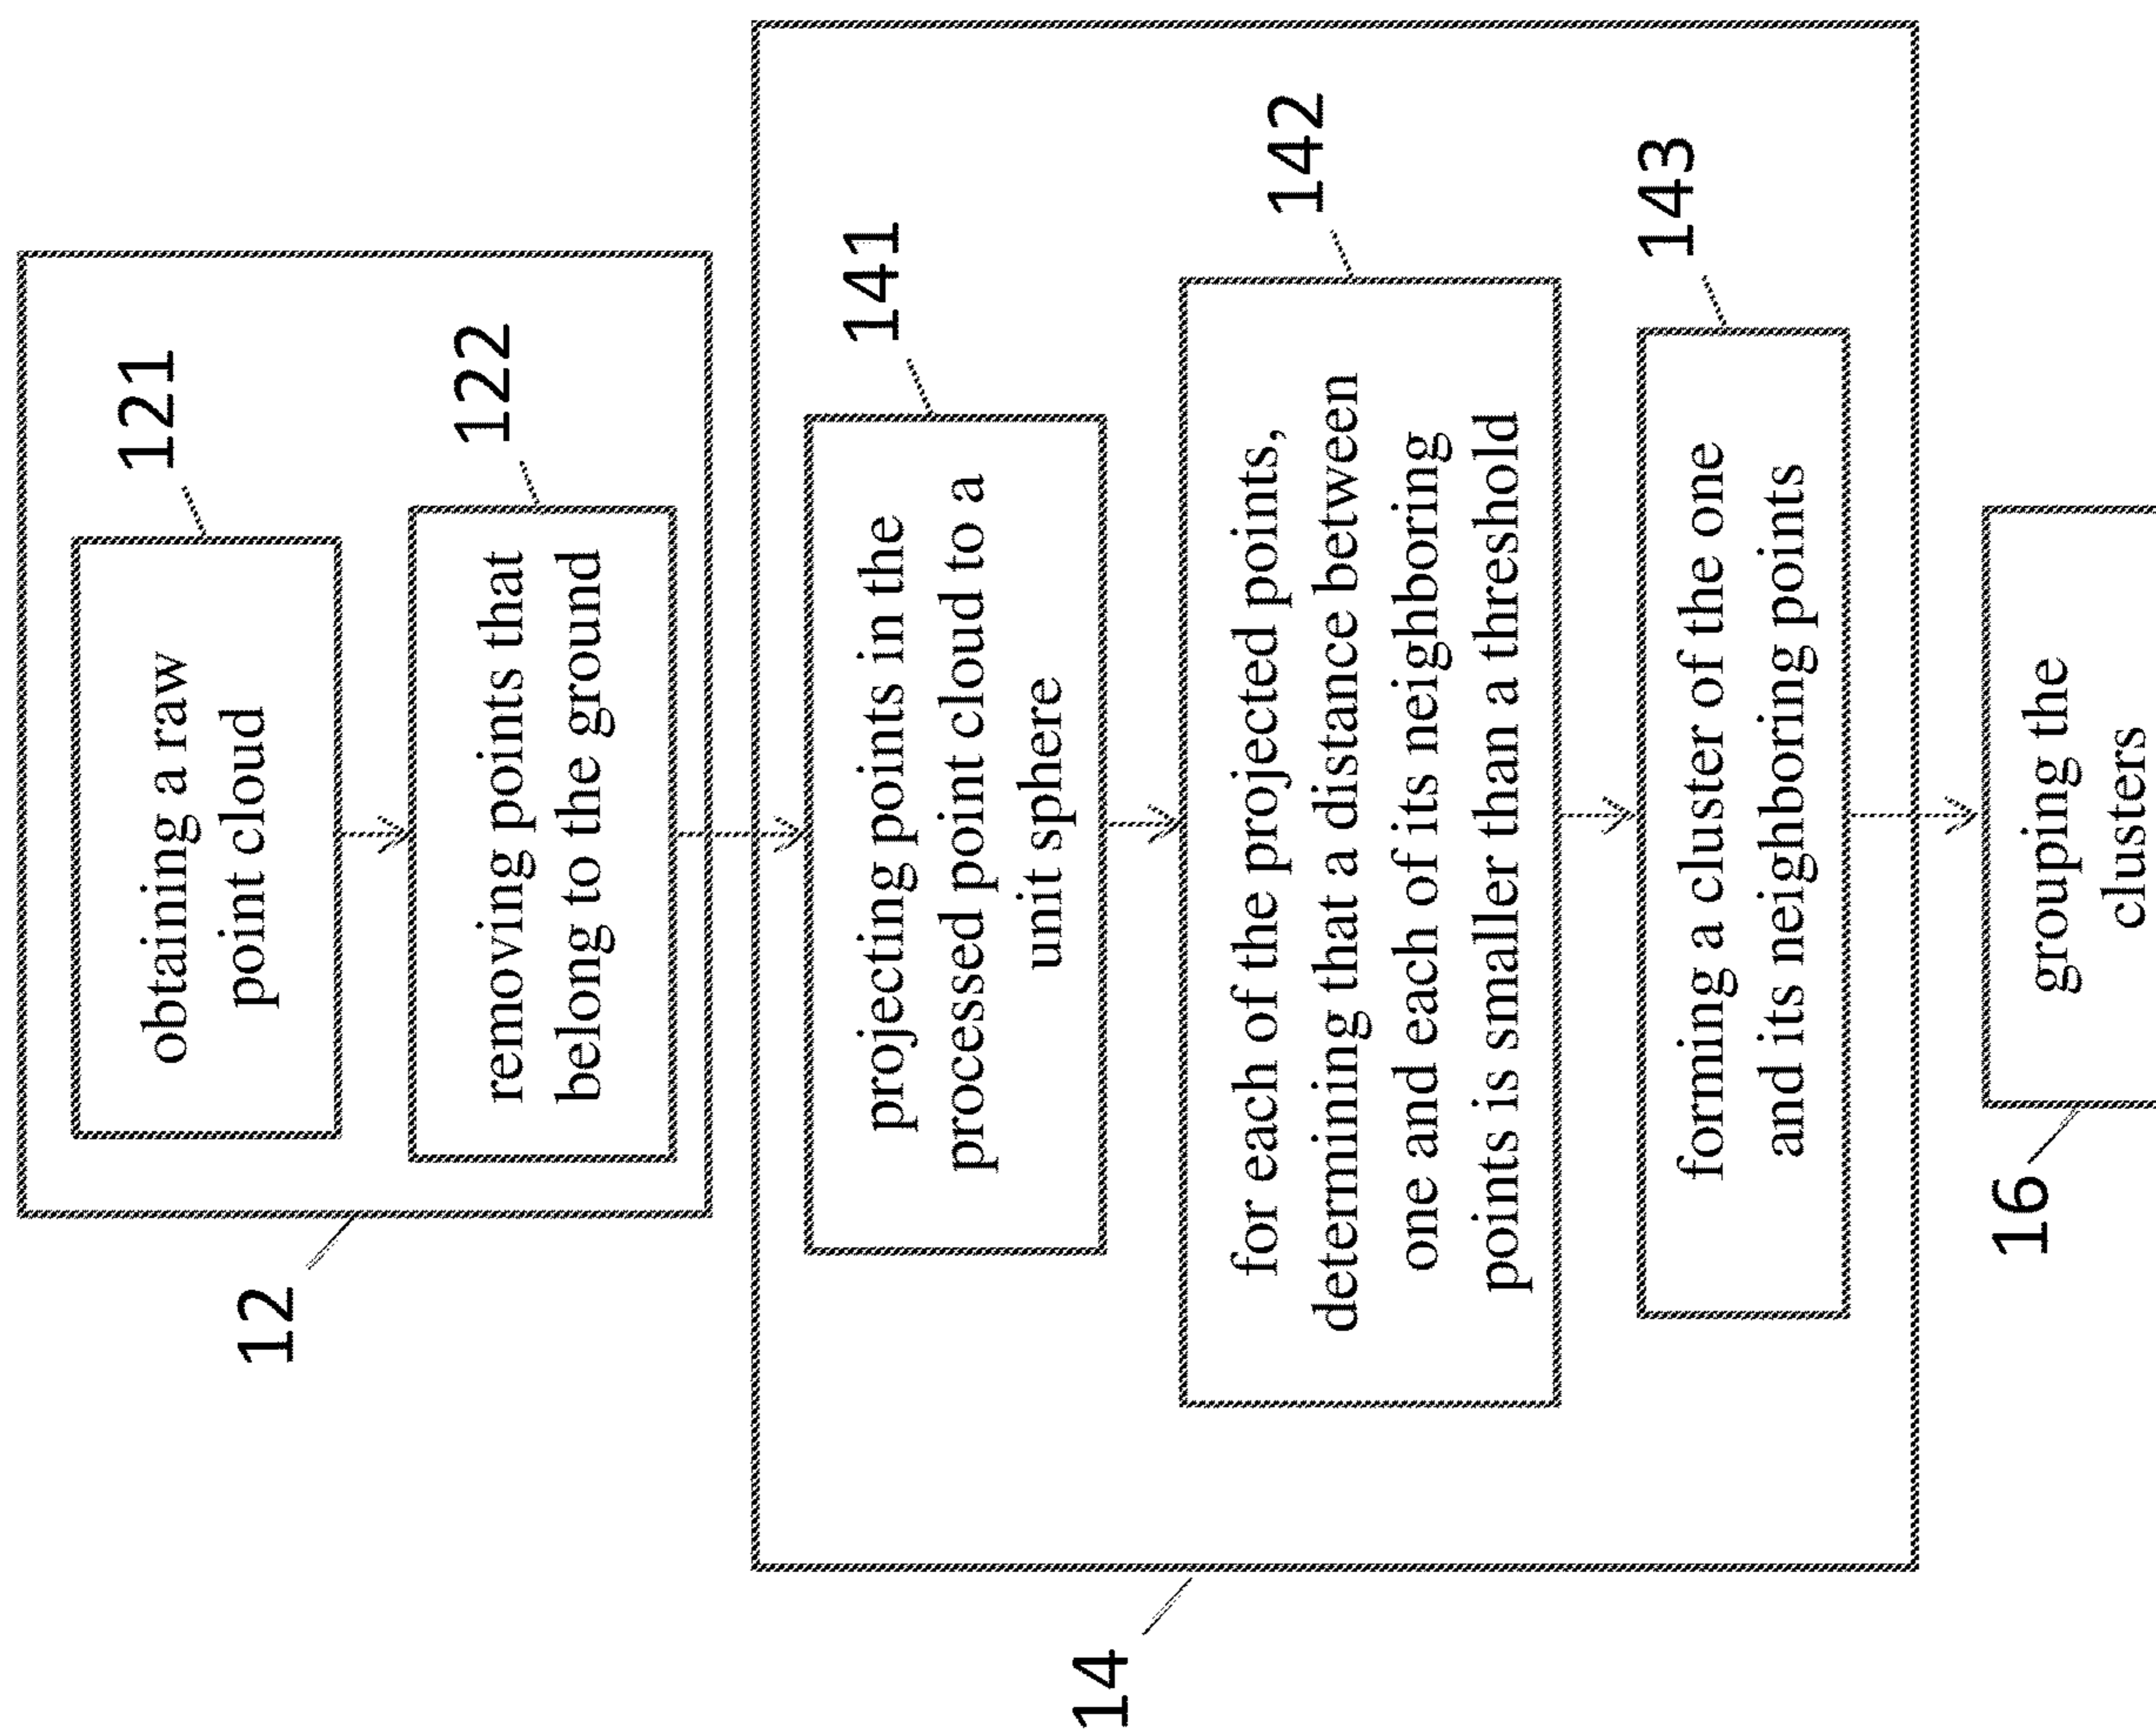 121
obtaining a raw
point cloud
122
removing points that
belong to the ground
12
141
projecting points in the
processed point cloud to a
unit sphere
142
for each of the projected points,
determining that a distance between
one and each of its neighboring
points is smaller than a threshold
143
forming a cluster of the one
and its neighboring points
14
16
grouping the
clusters